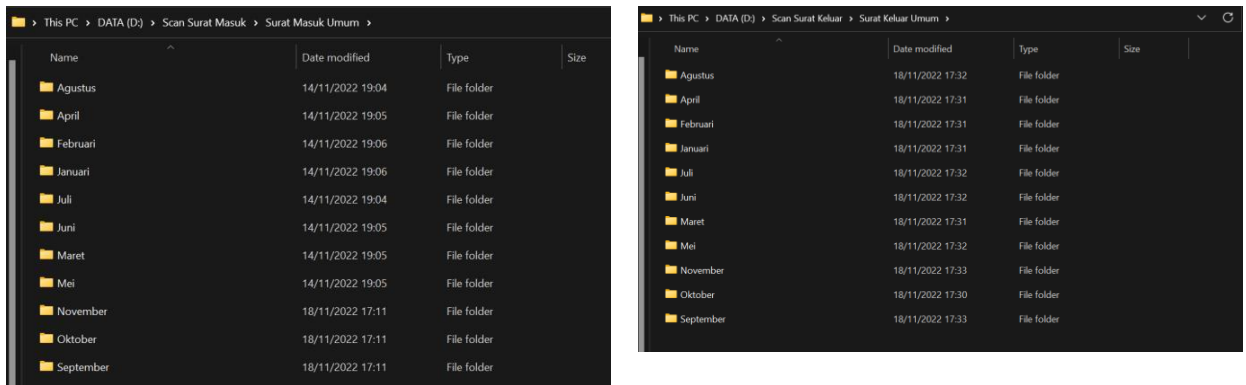 This PC > DATA (D:) > Scan Surat Masuk > Surat Masuk Umum >
Name Date modified Type Size
Agustus 14/11/2022 19:04 File folder
April 14/11/2022 19:05 File folder
Februari 14/11/2022 19:06 File folder
Januari 14/11/2022 19:06 File folder
Juli 14/11/2022 19:04 File folder
Juni 14/11/2022 19:05 File folder
Maret 14/11/2022 19:05 File folder
Mei 14/11/2022 19:05 File folder
November 18/11/2022 17:11 File folder
Oktober 18/11/2022 17:11 File folder
September 18/11/2022 17:11 File folder
This PC > DATA (D:) > Scan Surat Keluar > Surat Keluar Umum >
Name Date modified Type Size
Agustus 18/11/2022 17:32 File folder
April 18/11/2022 17:31 File folder
Februari 18/11/2022 17:31 File folder
Januari 18/11/2022 17:31 File folder
Juli 18/11/2022 17:32 File folder
Juni 18/11/2022 17:32 File folder
Maret 18/11/2022 17:31 File folder
Mei 18/11/2022 17:32 File folder
November 18/11/2022 17:33 File folder
Oktober 18/11/2022 17:30 File folder
September 18/11/2022 17:33 File folder